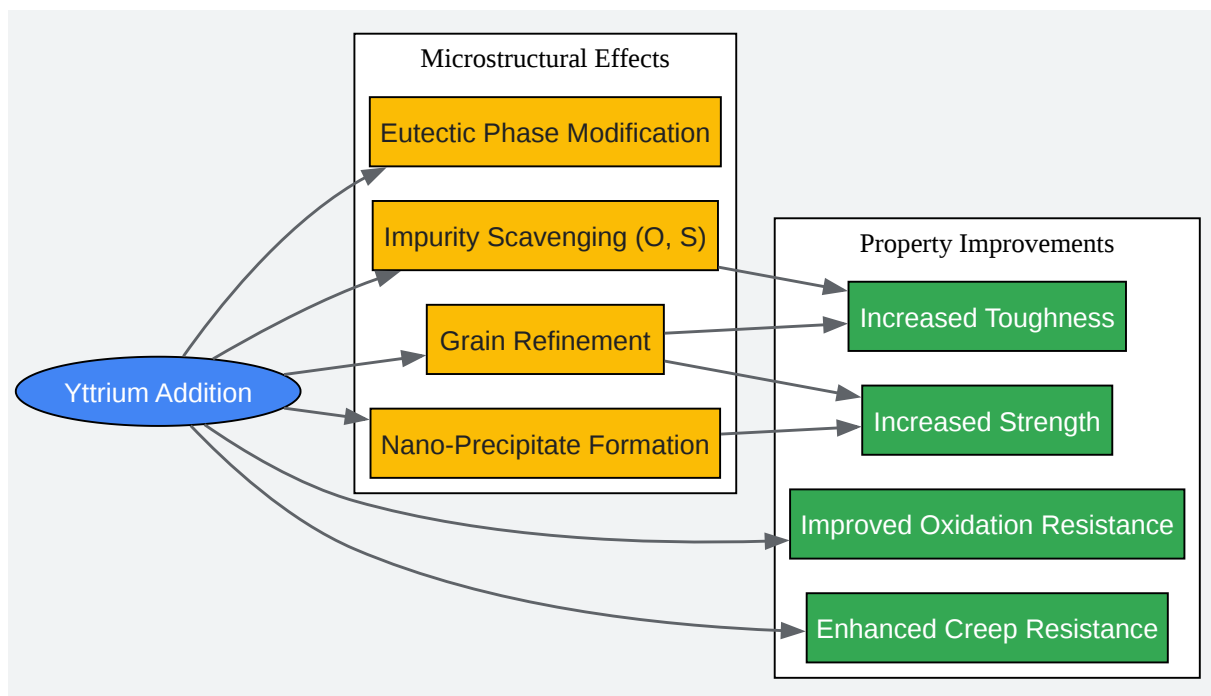 Microstructural Effects
Eutectic Phase Modification
Impurity Scavenging (O, S)
Grain Refinement
Nano-Precipitate Formation
Yttrium Addition
Property Improvements
Increased Toughness
Increased Strength
Improved Oxidation Resistance
Enhanced Creep Resistance